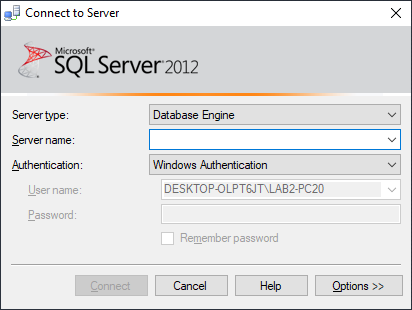 Connect to Server
Microsoft®
SQL Server® 2012
Server type: Database Engine
Server name:
Authentication: Windows Authentication
User name: DESKTOP-OLPT6JT\LAB2-PC20
Password:
Remember password
Connect Cancel Help Options >>